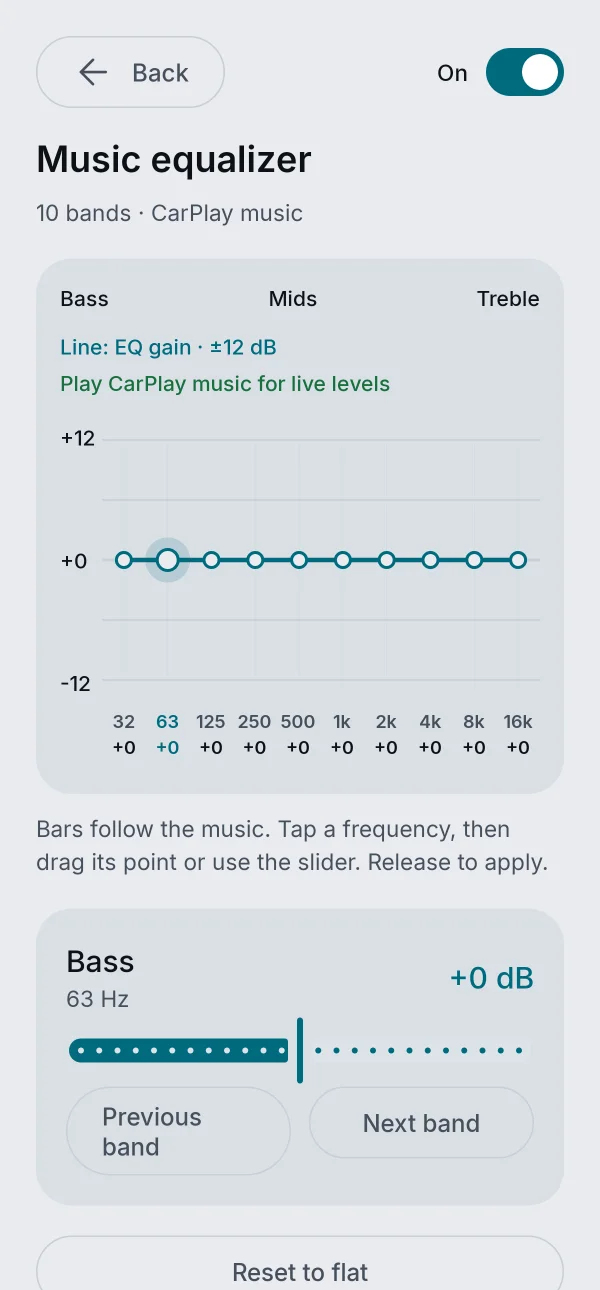 Back
On
Music equalizer
10 bands · CarPlay music
Bass Mids Treble
Line: EQ gain · ±12 dB
Play CarPlay music for live levels
+12
+0
-12
32 63 125 250 500 1k 2k 4k 8k 16k
+0 +0 +0 +0 +0 +0 +0 +0 +0 +0
Bars follow the music. Tap a frequency, then
drag its point or use the slider. Release to apply.
Bass
+0 dB
63 Hz
Previous
band
Next band
Reset to flat